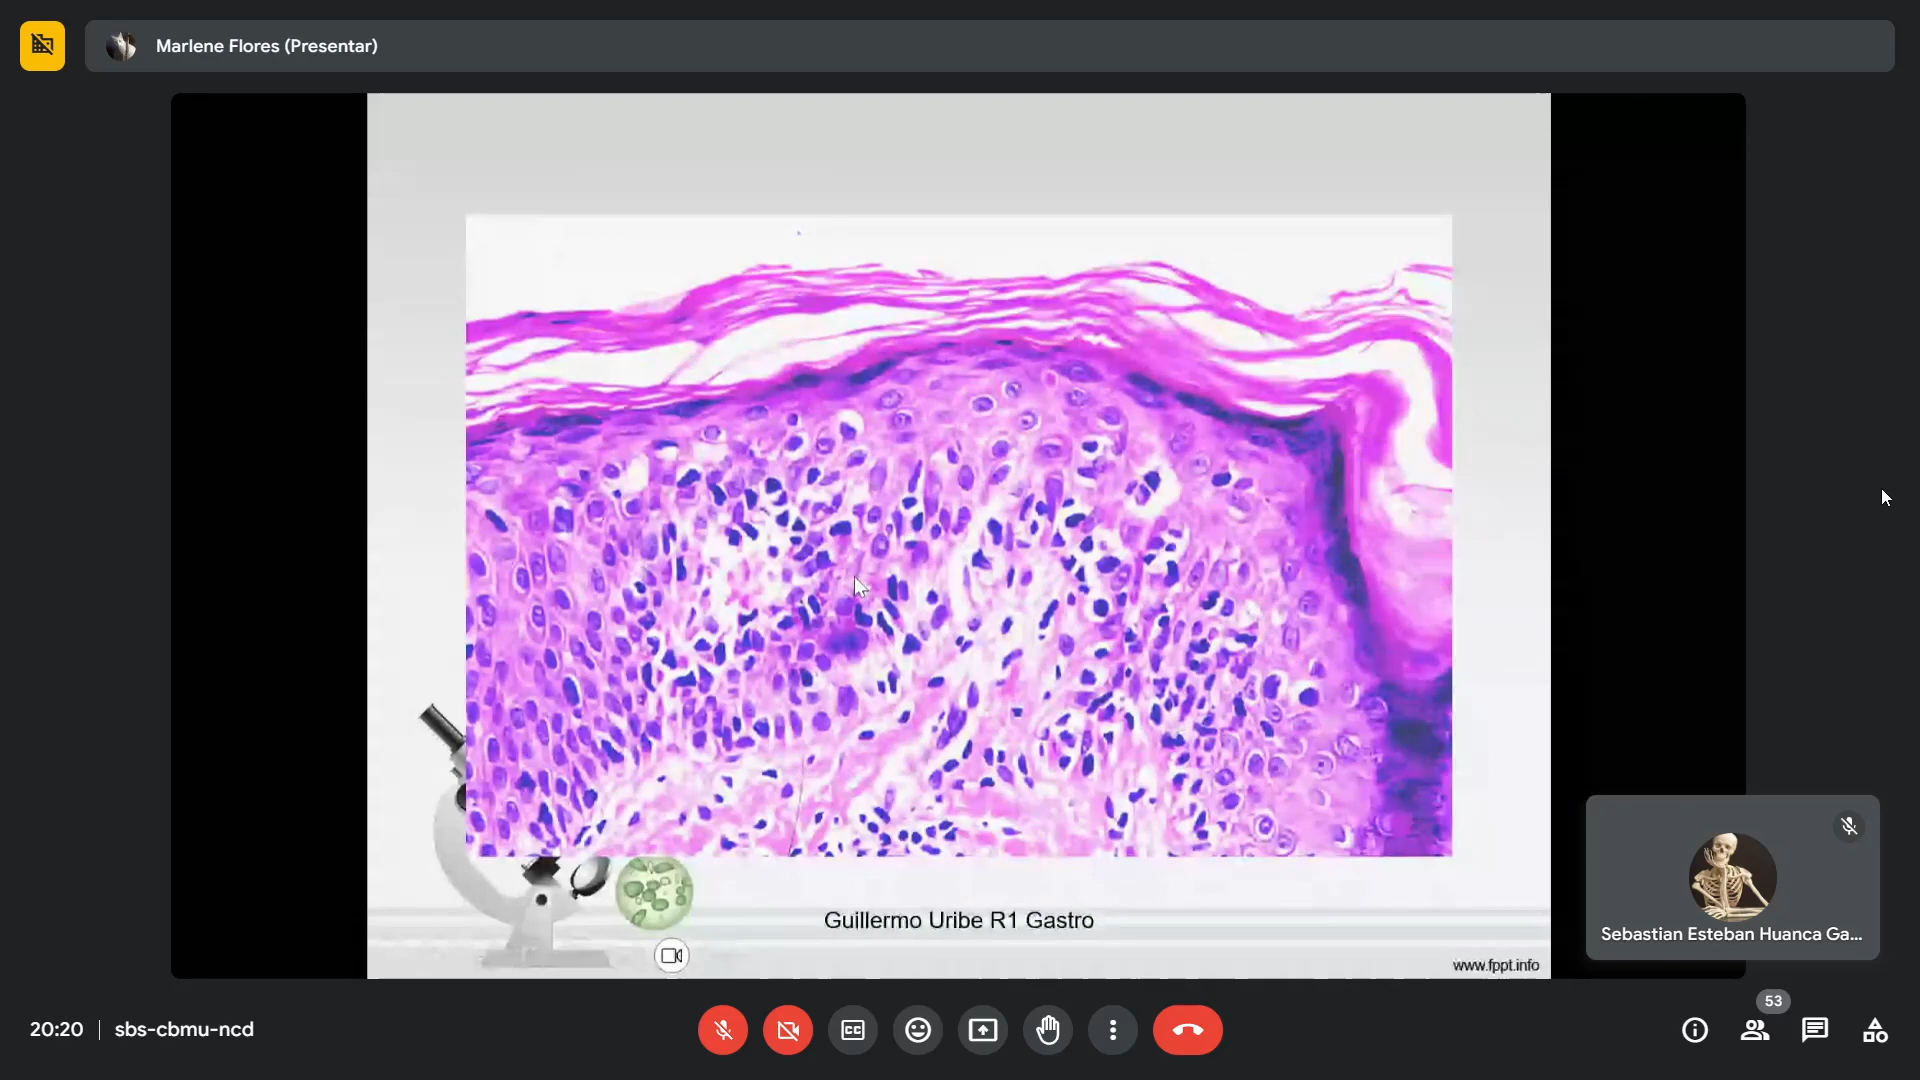 Marlene Flores (Presentar)
Guillermo Uribe R1 Gastro
www.fppt.info
Sebastian Esteban Huanca Ga...
20:20
sbs-cbmu-ncd
CC
53